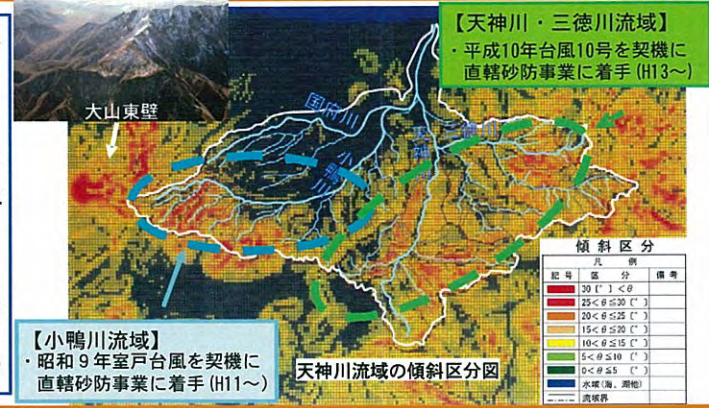 【天神川・三徳川流域】
・平成10年台風10号を契機に
直轄砂防事業に着手(H13~)
大山東壁
国府川
小鴨川
天神川
三徳川
【小鴨川流域】
・昭和9年室戸台風を契機に
直轄砂防事業に着手(H11~)
天神川流域の傾斜区分図
傾斜区分
凡 例
記号 区 分 備考
30 [°] <θ
25<θ≦30 [°]
20<θ≦25 [°]
15<θ≦20 [°]
10<θ≦15 [°]
5<θ≦10 [°]
0<θ≦5 [°]
水域(海、湖他)
流域界